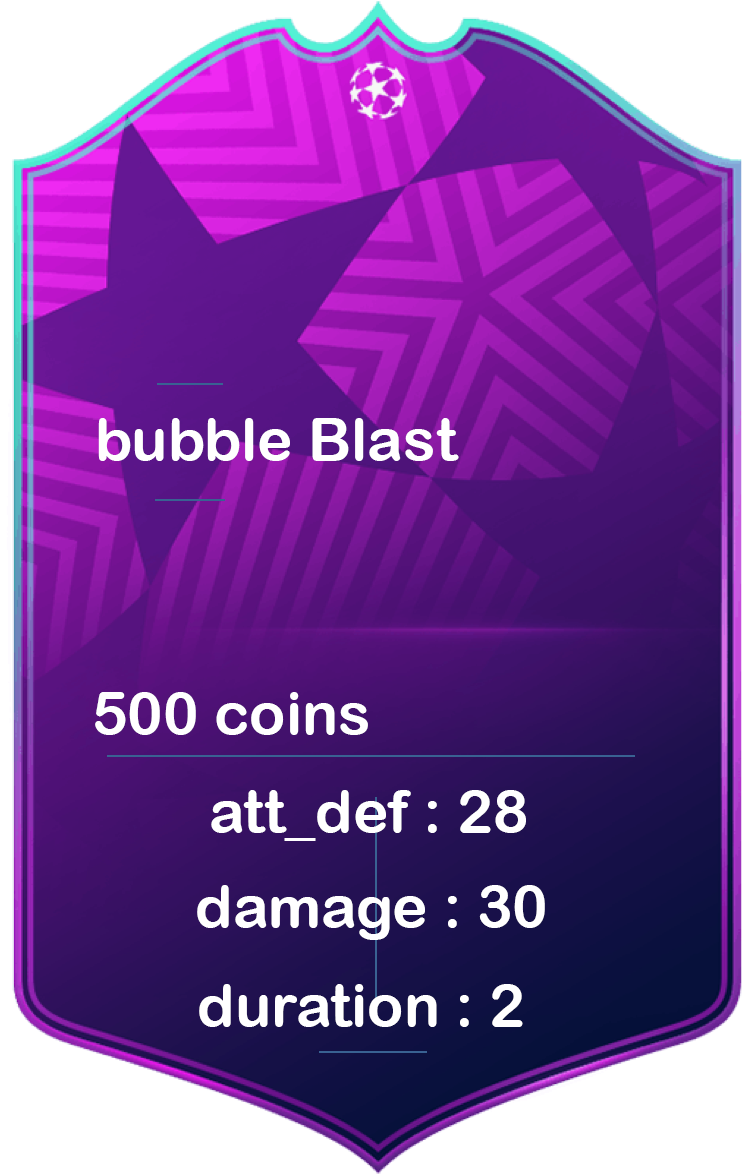 bubble Blast
500 coins
att_def : 28
damage : 30
duration : 2